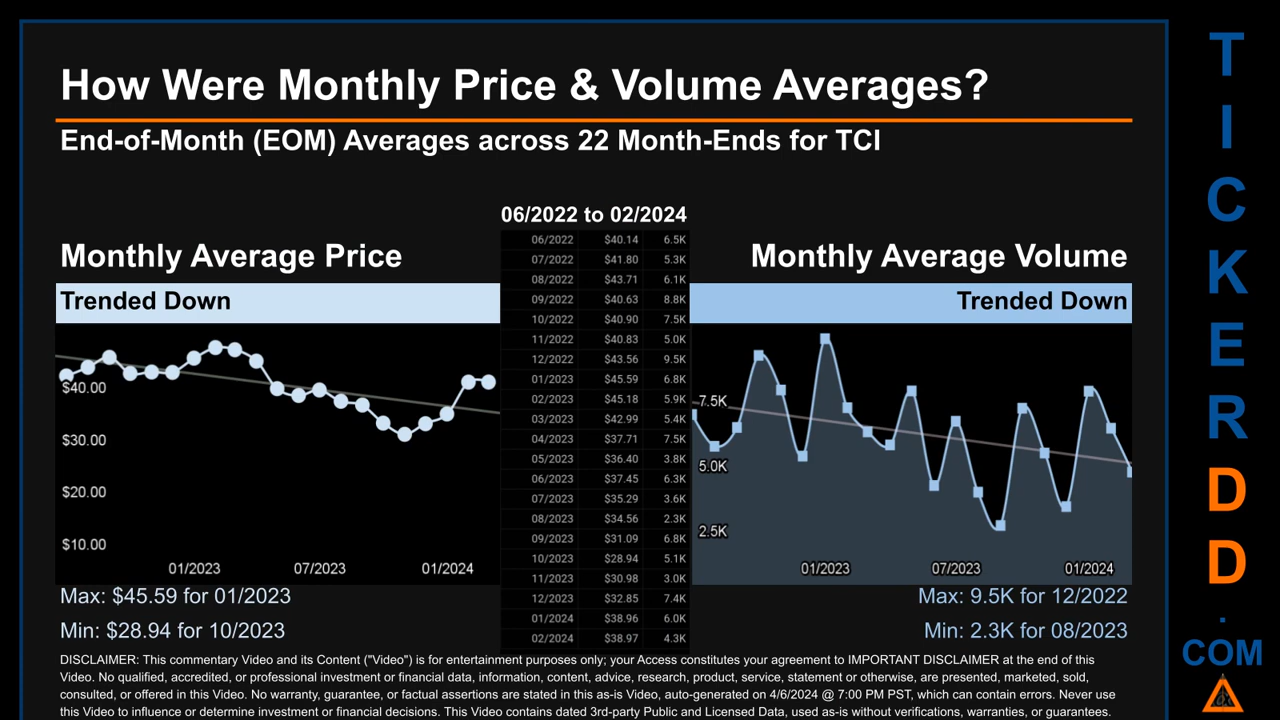 How Were Monthly Price & Volume Averages?
End-of-Month (EOM) Averages across 22 Month-Ends for TCI
06/2022 to 02/2024
Monthly Average Price
Trended Down
$40.00
$30.00
$20.00
$10.00
01/2023 07/2023 01/2024
Max: $45.59 for 01/2023
Min: $28.94 for 10/2023
06/2022 $40.14 6.5K
07/2022 $41.80 5.3K
08/2022 $43.71 6.1K
09/2022 $40.63 8.8K
10/2022 $40.90 7.5K
11/2022 $40.83 5.0K
12/2022 $43.56 9.5K
01/2023 $45.59 6.8K
02/2023 $45.18 5.9K
03/2023 $42.99 5.4K
04/2023 $37.71 7.5K
05/2023 $36.40 3.8K
06/2023 $37.45 6.3K
07/2023 $35.29 3.6K
08/2023 $34.56 2.3K
09/2023 $31.09 6.8K
10/2023 $28.94 5.1K
11/2023 $30.98 3.0K
12/2023 $32.85 7.4K
01/2024 $38.96 6.0K
02/2024 $38.97 4.3K
Monthly Average Volume
Trended Down
7.5K
5.0K
2.5K
01/2023 07/2023 01/2024
Max: 9.5K for 12/2022
Min: 2.3K for 08/2023
DISCLAIMER: This commentary Video and its Content ("Video") is for entertainment purposes only; your Access constitutes your agreement to IMPORTANT DISCLAIMER at the end of this
Video. No qualified, accredited, or professional investment or financial data, information, content, advice, research, product, service, statement or otherwise, are presented, marketed, sold,
consulted, or offered in this Video. No warranty, guarantee, or factual assertions are stated in this as-is Video, auto-generated on 4/6/2024 @ 7:00 PM PST, which can contain errors. Never use
this Video to influence or determine investment or financial decisions. This Video contains dated 3rd-party Public and Licensed Data, used as-is without verifications, warranties, or guarantees.
T
I
C
K
E
R
D
D
.
COM